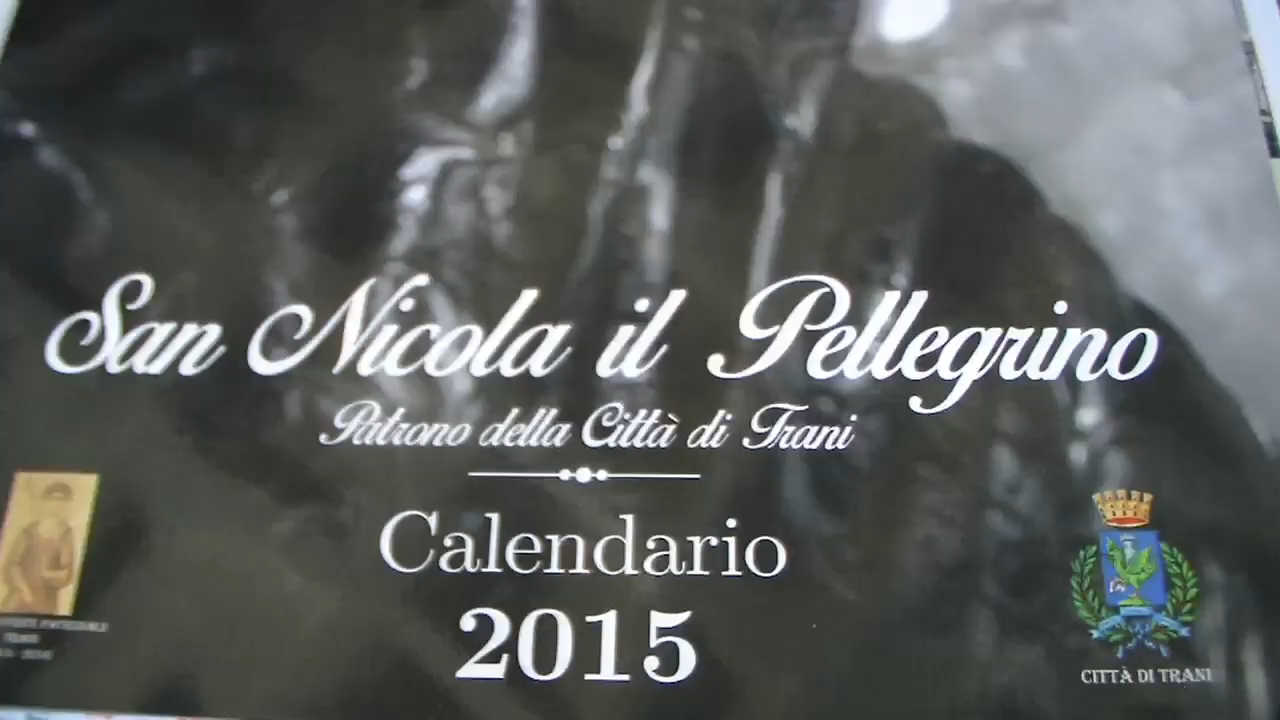 San Nicola il Pellegrino
Patrono della Città di Trani
Calendario
2015
CITTÀ DI TRANI